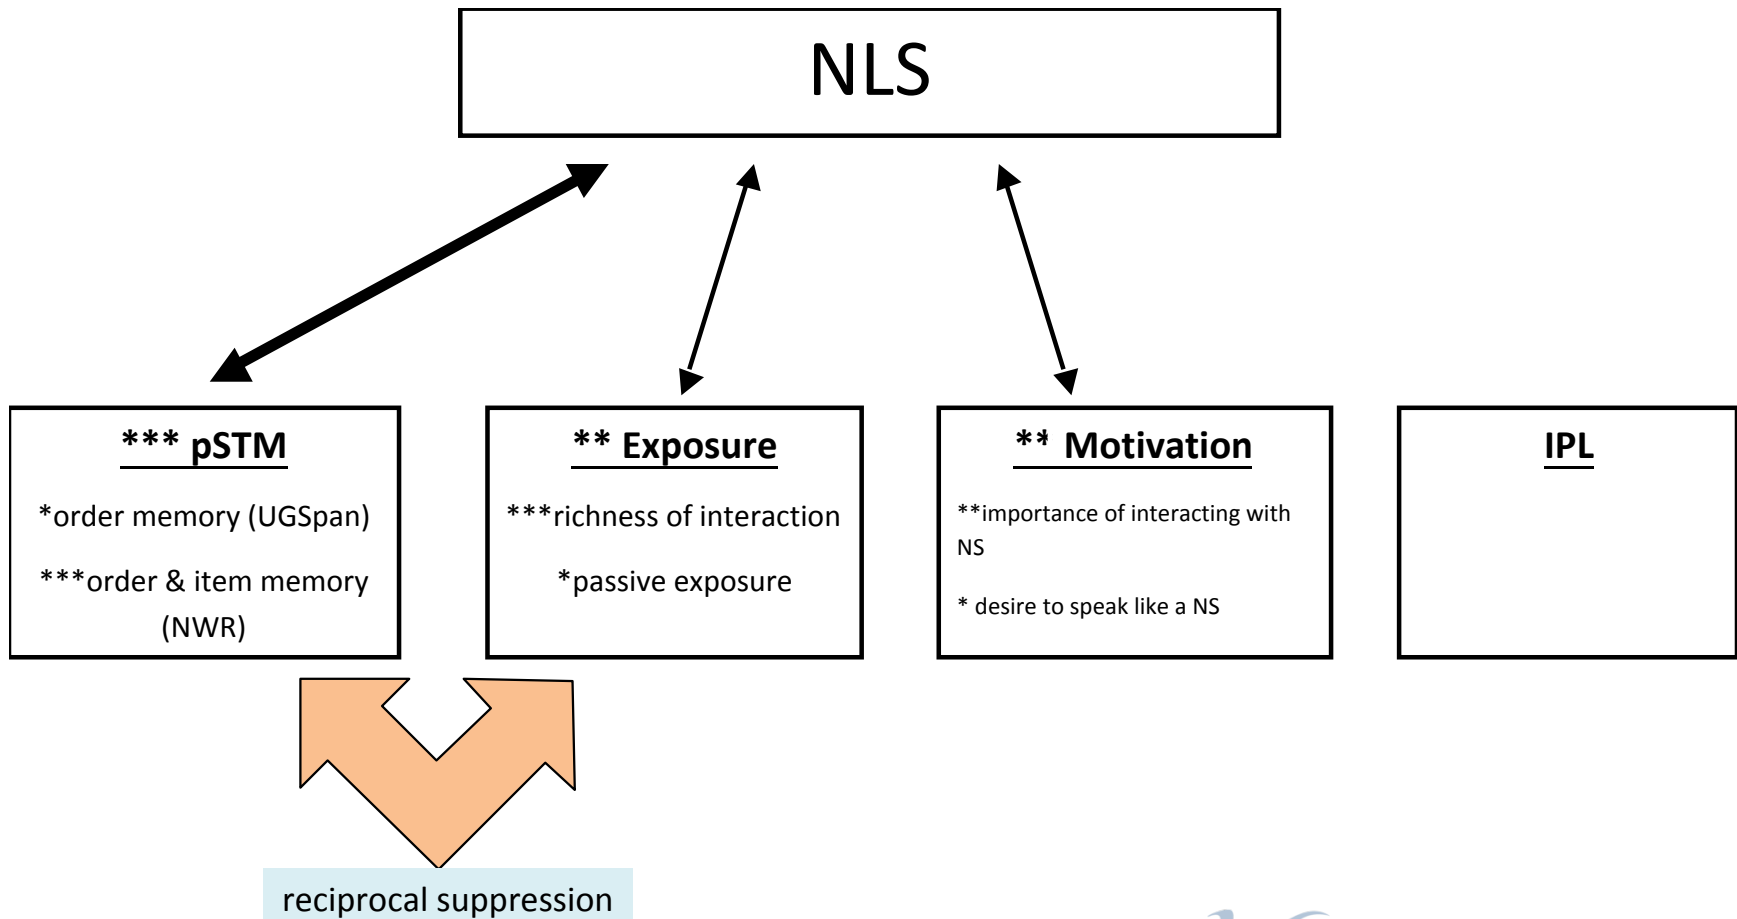 NLS
*** pSTM
*order memory (UGSpan)
***order & item memory
(NWR)
** Exposure
***richness of interaction
*passive exposure
** Motivation
**importance of interacting with
NS
* desire to speak like a NS
IPL
reciprocal suppression